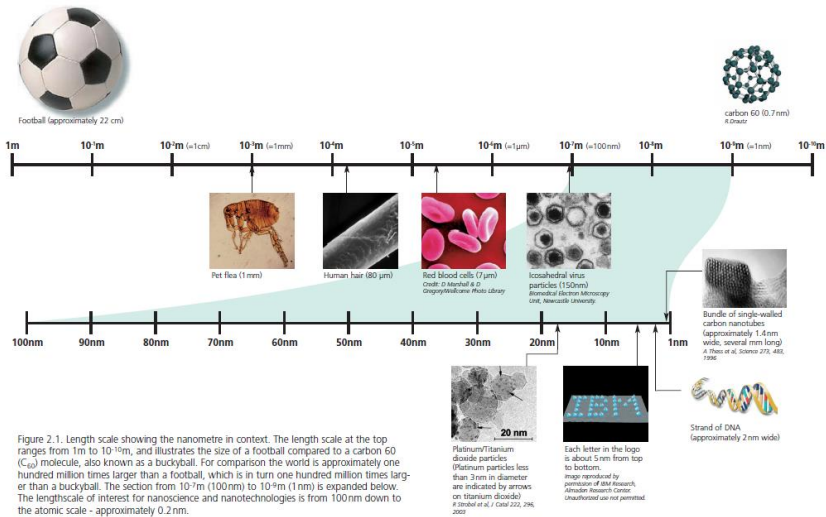 Football (approximately 22 cm)
carbon 60 (0.7nm)
R.Drautz
1m 10⁻¹m 10⁻²m (=1cm) 10⁻³m (=1mm) 10⁻⁴m 10⁻⁵m 10⁻⁶m (=1µm) 10⁻⁷m (=100nm) 10⁻⁸m 10⁻⁹m (=1nm) 10⁻¹⁰m
Pet flea (1mm)
Human hair (80 µm)
Red blood cells (7µm)
Credit: D Marshall & D
Gregory/Wellcome Photo Library
Icosahedral virus
particles (150nm)
Biomedical Electron Microscopy
Unit, Newcastle University.
Bundle of single-walled
carbon nanotubes
(approximately 1.4nm
wide, several mm long)
A Thess et al, Science 273, 483,
1996
100nm 90nm 80nm 70nm 60nm 50nm 40nm 30nm 20nm 10nm 1nm
20 nm
Platinum/Titanium
dioxide particles
(Platinum particles less
than 3nm in diameter
are indicated by arrows
on titanium dioxide)
R Strobel et al, J Catal 222, 296,
2003
IBM
Each letter in the logo
is about 5nm from top
to bottom.
Image reproduced by
permission of IBM Research,
Almaden Research Center.
Unauthorized use not permitted.
Strand of DNA
(approximately 2nm wide)
Figure 2.1. Length scale showing the nanometre in context. The length scale at the top
ranges from 1m to 10⁻¹⁰m, and illustrates the size of a football compared to a carbon 60
(C₆₀) molecule, also known as a buckyball. For comparison the world is approximately one
hundred million times larger than a football, which is in turn one hundred million times larg-
er than a buckyball. The section from 10⁻⁷m (100nm) to 10⁻⁹m (1nm) is expanded below.
The lengthscale of interest for nanoscience and nanotechnologies is from 100nm down to
the atomic scale - approximately 0.2nm.